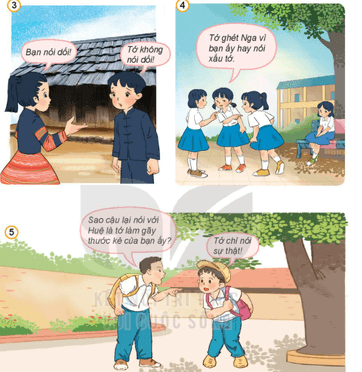 3
Bạn nói dối!
Tớ không
nói dối!
4
Tớ ghét Nga vì
bạn ấy hay nói
xấu tớ.
5
Sao cậu lại nói với
Huệ là tớ làm gãy
thước kẻ của bạn ấy?
Tớ chỉ nói
sự thật!